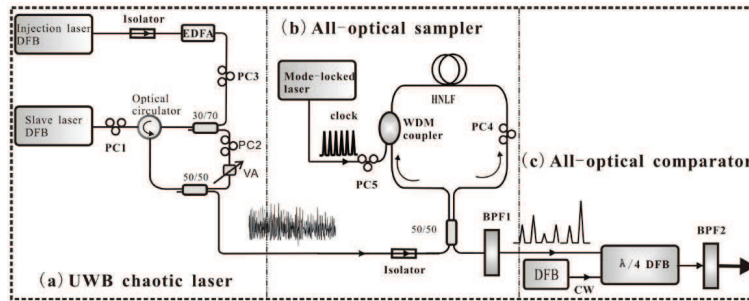 Injection laser
DFB
Isolator
EDFA
PC3
Slave laser
DFB
PC1
Optical
circulator
30/70
PC2
VA
50/50
(a) UWB chaotic laser
(b) All-optical sampler
Mode-locked
laser
clock
PC5
WDM
coupler
HNLF
PC4
50/50
Isolator
(c) All-optical comparator
BPF1
DFB
CW
λ/4 DFB
BPF2